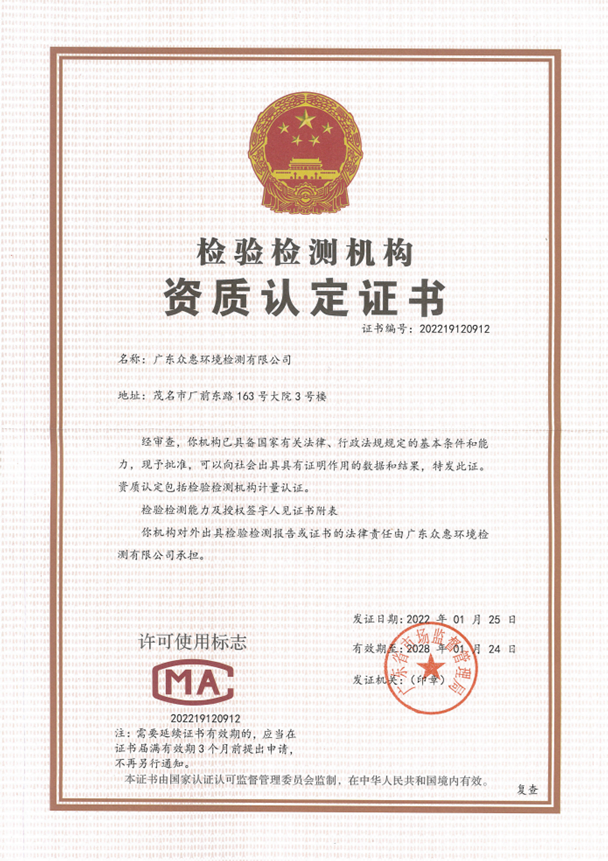 检验检测机构
资质认定证书
证书编号：202219120912
名称：广东众惠环境检测有限公司
地址：茂名市厂前东路163号大院3号楼
经审查，你机构已具备国家有关法律、行政法规规定的基本条件和能
力，现予批准，可以向社会出具具有证明作用的数据和结果，特发此证。
资质认定包括检验检测机构计量认证。
检验检测能力及授权签字人见证书附表
你机构对外出具检验检测报告或证书的法律责任由广东众惠环境检
测有限公司承担。
许可使用标志
MA
202219120912
注：需要延续证书有效期的，应当在
证书届满有效期3个月前提出申请，
不再另行通知。
发证日期：2022 年 01 月 25 日
有效期至：2028 年 01 月 24 日
发证机关：（印章）
广东省市场监督管理局
本证书由国家认证认可监督管理委员会监制，在中华人民共和国境内有效。
复查